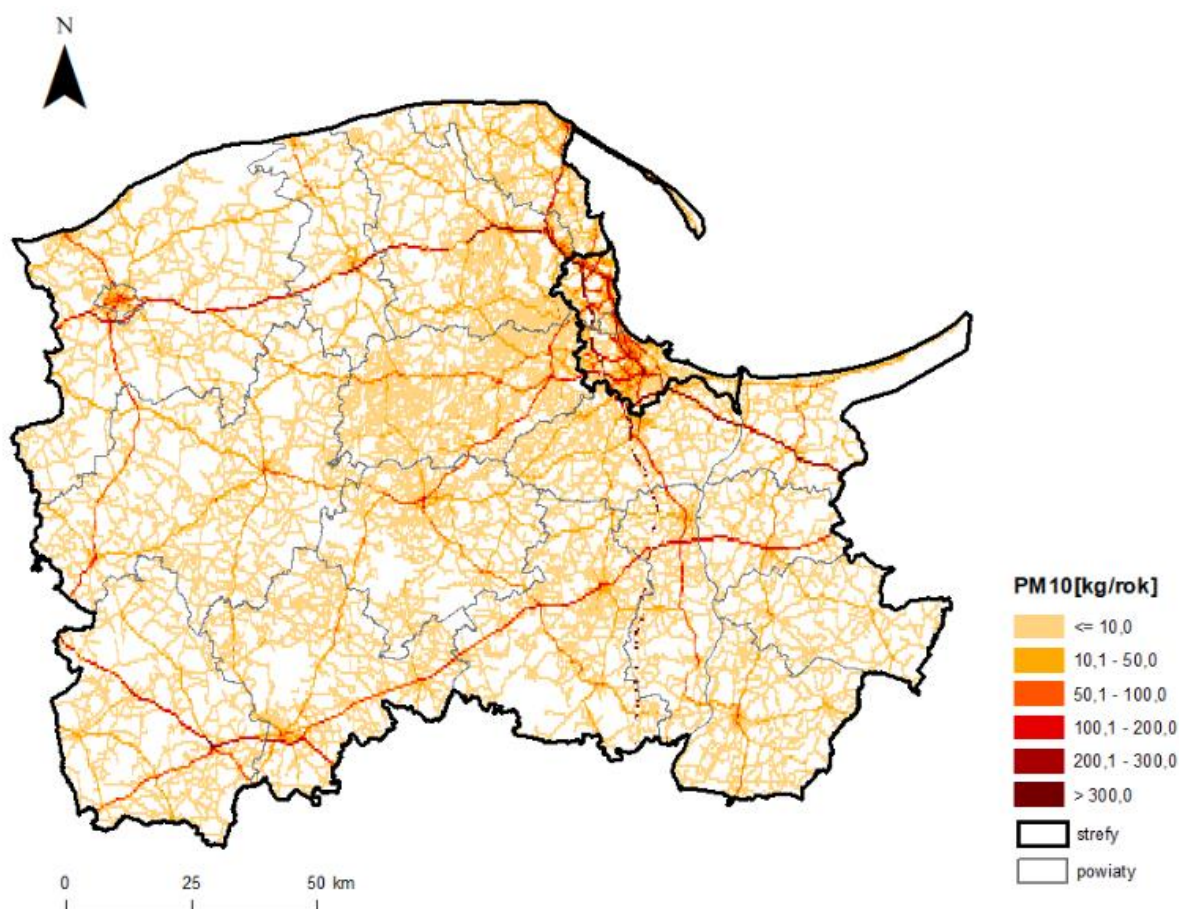 N
PM10[kg/rok]
<= 10,0
10,1 - 50,0
50,1 - 100,0
100,1 - 200,0
200,1 - 300,0
> 300,0
strefy
powiaty
0 25 50 km